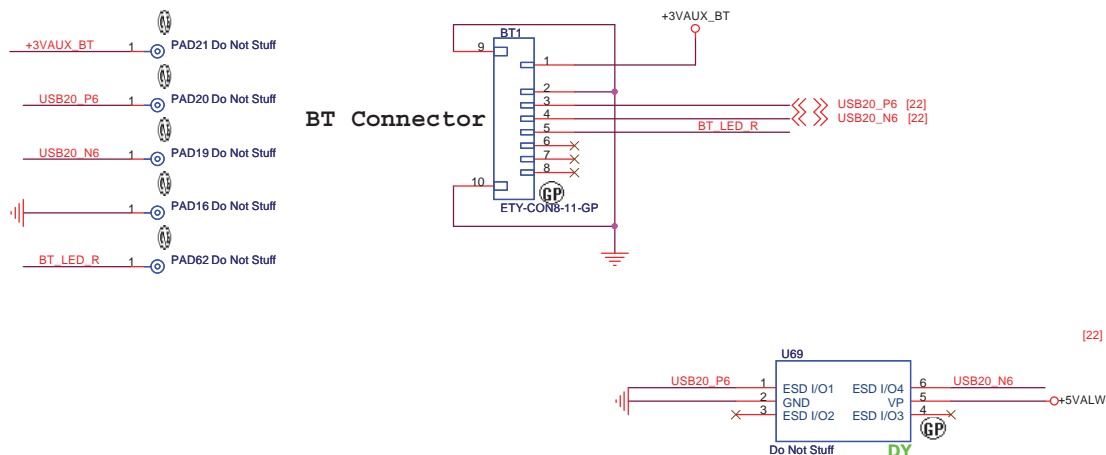 +3VAUX_BT 1 PAD21 Do Not Stuff
USB20_P6 1 PAD20 Do Not Stuff
USB20_N6 1 PAD19 Do Not Stuff
1 PAD16 Do Not Stuff
BT_LED_R 1 PAD62 Do Not Stuff
BT Connector
+3VAUX_BT
BT1
9
1
2
3 USB20_P6 [22]
4 USB20_N6 [22]
5 BT_LED_R
6
7
8
10
GP
ETY-CON8-11-GP
[22]
U69
USB20_P6 1 ESD I/O1 ESD I/O4 6 USB20_N6
2 GND VP 5 +5VALW
3 ESD I/O2 ESD I/O3 4
GP
Do Not Stuff DY